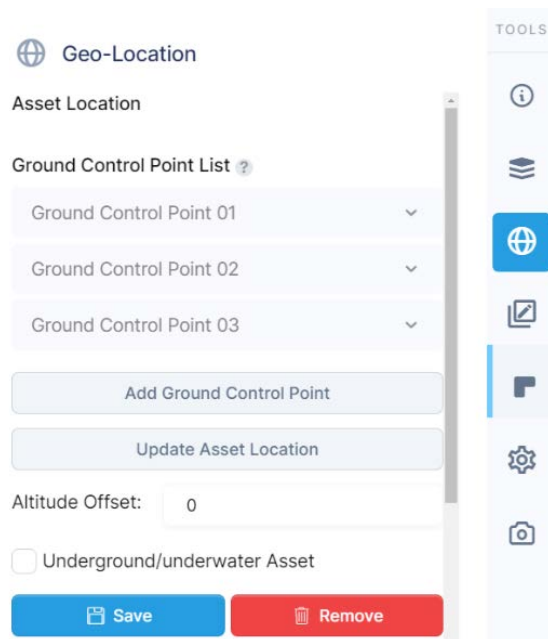 TOOLS
Geo-Location
Asset Location
Ground Control Point List ?
Ground Control Point 01
Ground Control Point 02
Ground Control Point 03
Add Ground Control Point
Update Asset Location
Altitude Offset: 0
Underground/underwater Asset
Save Remove